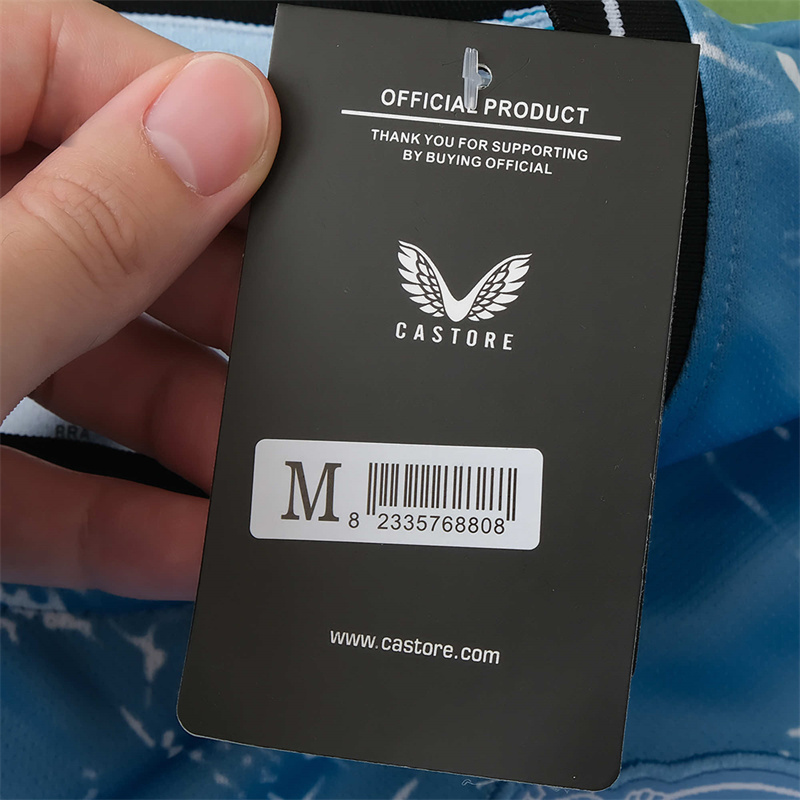 OFFICIAL PRODUCT
THANK YOU FOR SUPPORTING
BY BUYING OFFICIAL
CASTORE
M
8 2335768808
www.castore.com